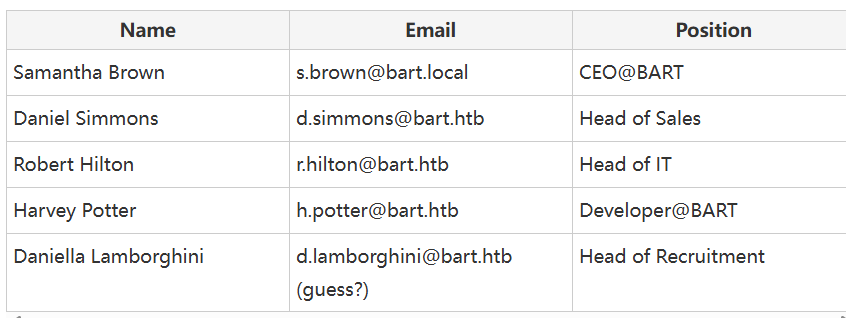 Name Email Position
Samantha Brown s.brown@bart.local CEO@BART
Daniel Simmons d.simmons@bart.htb Head of Sales
Robert Hilton r.hilton@bart.htb Head of IT
Harvey Potter h.potter@bart.htb Developer@BART
Daniella Lamborghini d.lamborghini@bart.htb Head of Recruitment
(guess?)